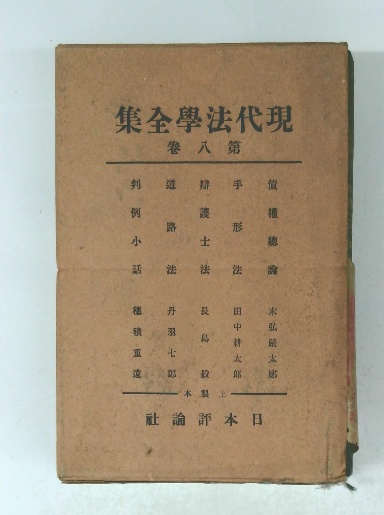 現代法學全集
第八卷
債權總論 末弘嚴太郎
手形法 田中耕太郎
辯護士法 長島毅
道路法 丹羽七郎
判例小話 穗積重遠
上製本
日本評論社